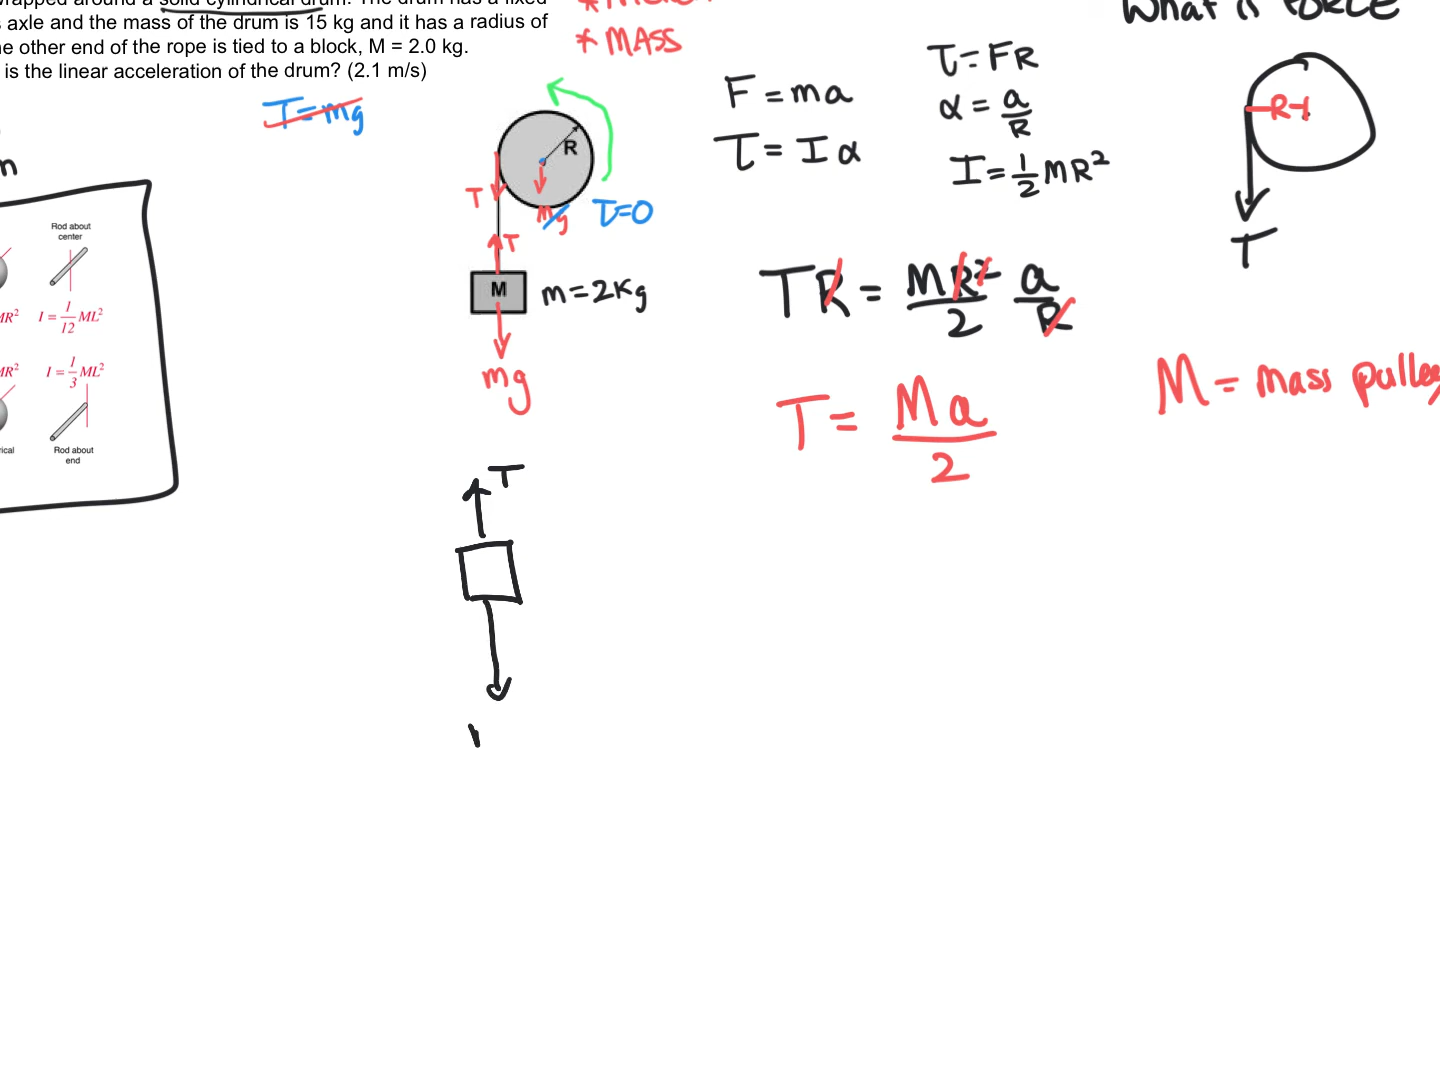 wrapped around a solid cylindrical drum. The drum has a fixed
axle and the mass of the drum is 15 kg and it has a radius of
other end of the rope is tied to a block, M = 2.0 kg.
is the linear acceleration of the drum? (2.1 m/s)
* MASS
What is FORCE
T=mg
F = ma
τ = Iα
τ=FR
α = a/R
I = 1/2 MR²
R
R
T
T
Mg
τ=0
T
M
m=2Kg
mg
T
TR = MR²/2 a/R
T = Ma/2
M = mass pulley
Rod about
center
MR² I = 1/12 ML²
MR² I = 1/3 ML²
Rod about
end
T